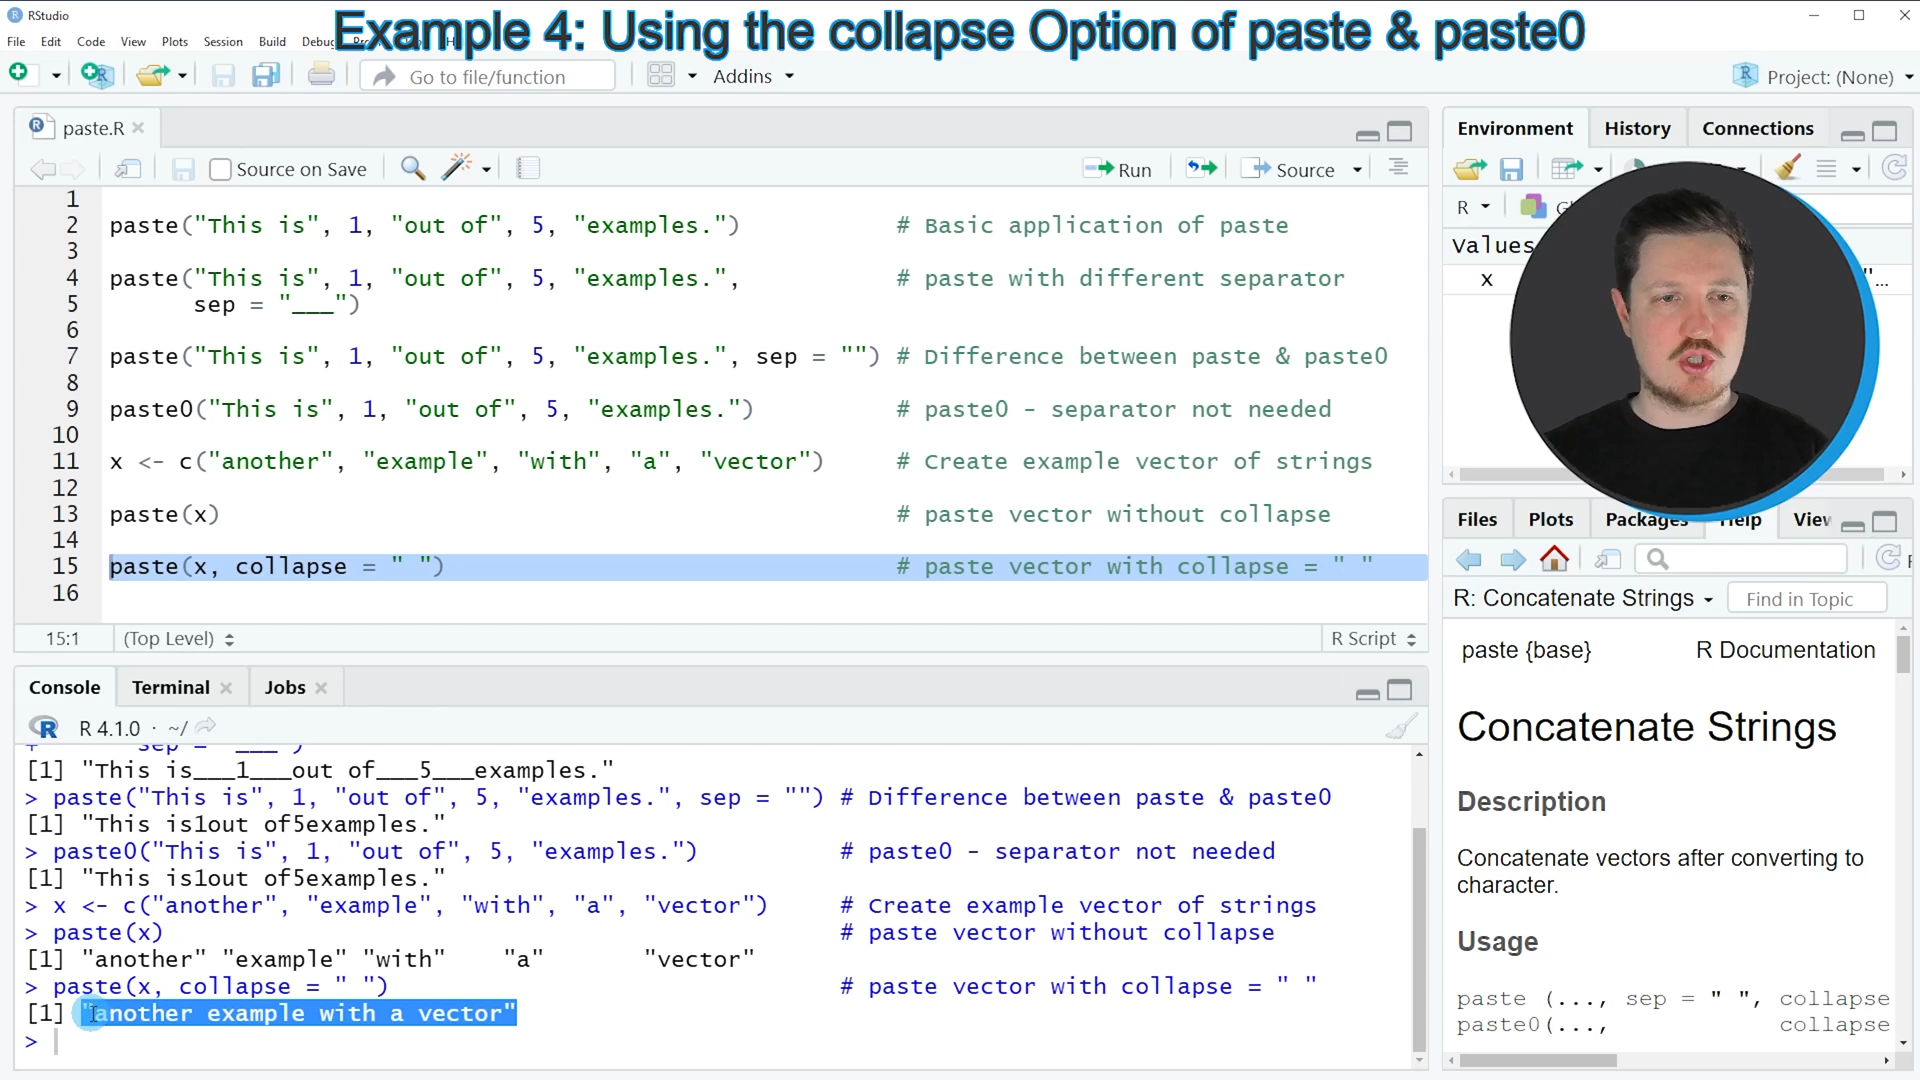 RStudio
Example 4: Using the collapse Option of paste & paste0
File Edit Code View Plots Session Build Debug
Go to file/function Addins Project: (None)
paste.R
Source on Save Run Source
1
2 paste("This is", 1, "out of", 5, "examples.") # Basic application of paste
3
4 paste("This is", 1, "out of", 5, "examples.", # paste with different separator
5 sep = "___")
6
7 paste("This is", 1, "out of", 5, "examples.", sep = "") # Difference between paste & paste0
8
9 paste0("This is", 1, "out of", 5, "examples.") # paste0 - separator not needed
10
11 x <- c("another", "example", "with", "a", "vector") # Create example vector of strings
12
13 paste(x) # paste vector without collapse
14
15 paste(x, collapse = " ") # paste vector with collapse = " "
16
15:1 (Top Level) R Script
Console Terminal Jobs
R 4.1.0 · ~/
+ sep = "___")
[1] "This is___1___out of___5___examples."
> paste("This is", 1, "out of", 5, "examples.", sep = "") # Difference between paste & paste0
[1] "This is1out of5examples."
> paste0("This is", 1, "out of", 5, "examples.") # paste0 - separator not needed
[1] "This is1out of5examples."
> x <- c("another", "example", "with", "a", "vector") # Create example vector of strings
> paste(x) # paste vector without collapse
[1] "another" "example" "with" "a" "vector"
> paste(x, collapse = " ") # paste vector with collapse = " "
[1] "another example with a vector"
>
Environment History Connections
R
Values
x "...
Files Plots Packages Help
R: Concatenate Strings Find in Topic
paste {base} R Documentation
Concatenate Strings
Description
Concatenate vectors after converting to
character.
Usage
paste (..., sep = " ", collapse
paste0(..., collapse